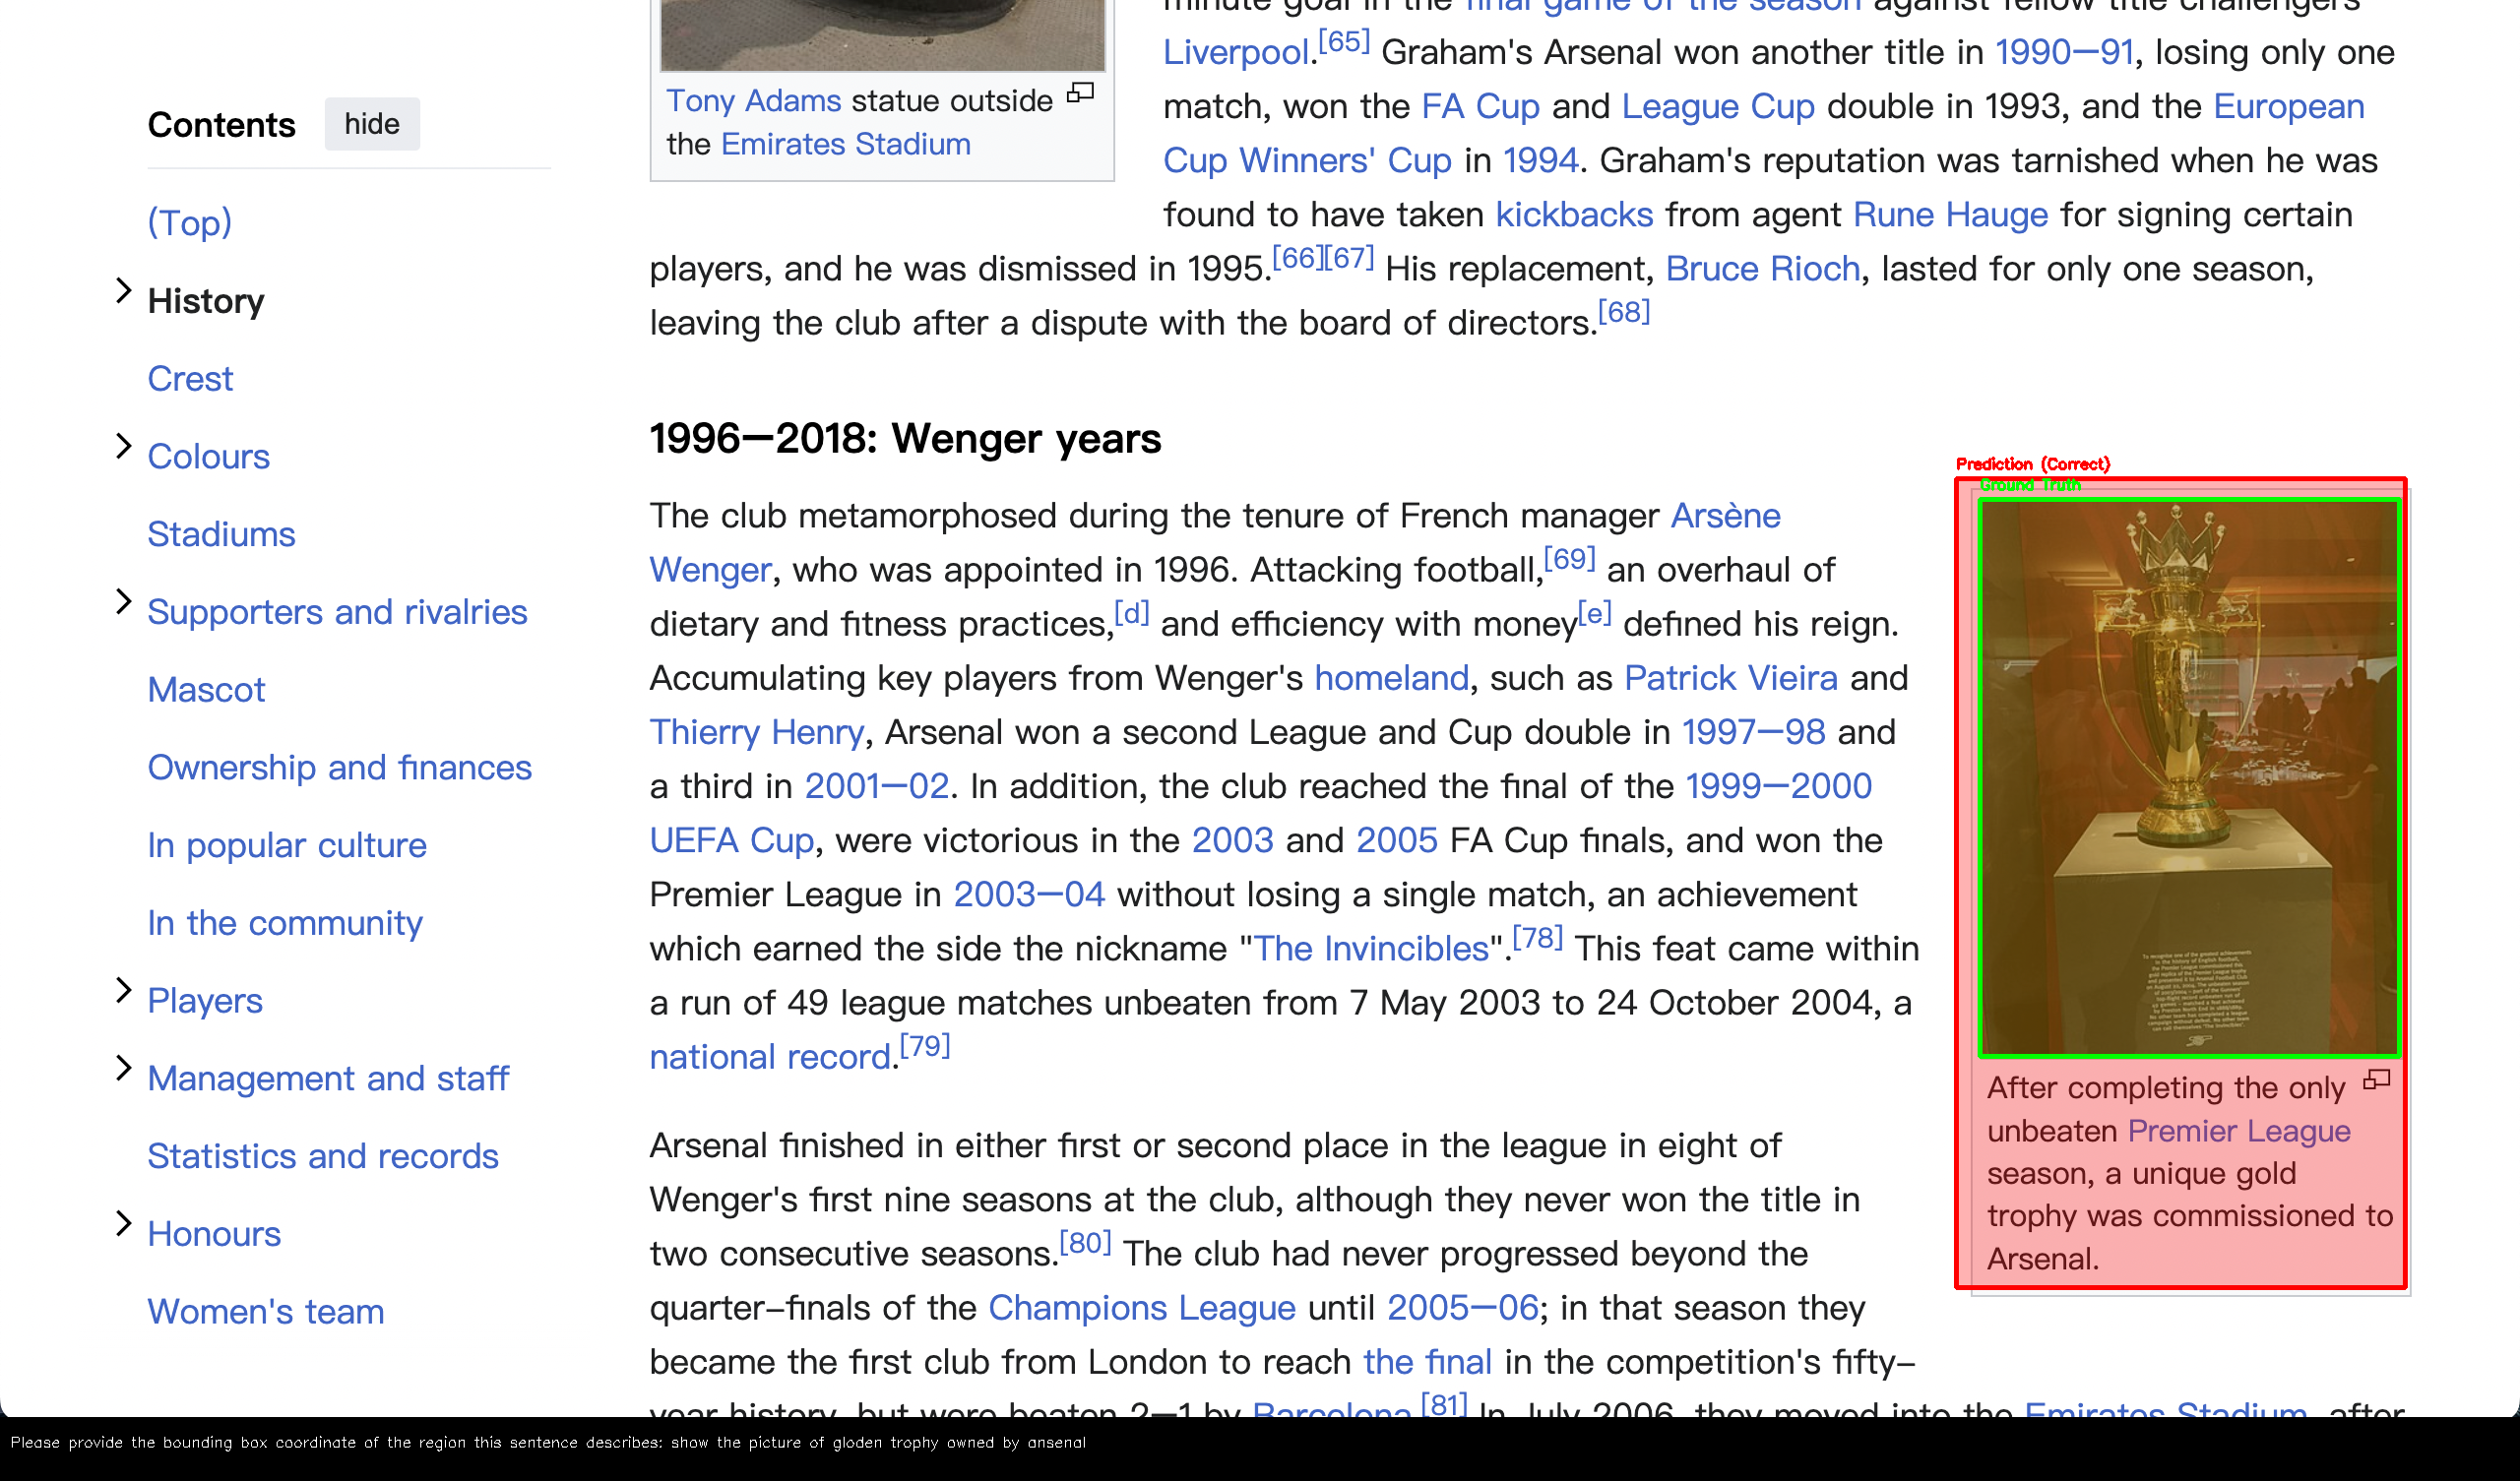 Contents hide
(Top)
History
Crest
Colours
Stadiums
Supporters and rivalries
Mascot
Ownership and finances
In popular culture
In the community
Players
Management and staff
Statistics and records
Honours
Women's team
Tony Adams statue outside
the Emirates Stadium
minute goal in the final game of the season against fellow title challengers
Liverpool.[65] Graham's Arsenal won another title in 1990–91, losing only one
match, won the FA Cup and League Cup double in 1993, and the European
Cup Winners' Cup in 1994. Graham's reputation was tarnished when he was
found to have taken kickbacks from agent Rune Hauge for signing certain
players, and he was dismissed in 1995.[66][67] His replacement, Bruce Rioch, lasted for only one season,
leaving the club after a dispute with the board of directors.[68]
1996–2018: Wenger years
The club metamorphosed during the tenure of French manager Arsène
Wenger, who was appointed in 1996. Attacking football,[69] an overhaul of
dietary and fitness practices,[d] and efficiency with money[e] defined his reign.
Accumulating key players from Wenger's homeland, such as Patrick Vieira and
Thierry Henry, Arsenal won a second League and Cup double in 1997–98 and
a third in 2001–02. In addition, the club reached the final of the 1999–2000
UEFA Cup, were victorious in the 2003 and 2005 FA Cup finals, and won the
Premier League in 2003–04 without losing a single match, an achievement
which earned the side the nickname "The Invincibles".[78] This feat came within
a run of 49 league matches unbeaten from 7 May 2003 to 24 October 2004, a
national record.[79]
Arsenal finished in either first or second place in the league in eight of
Wenger's first nine seasons at the club, although they never won the title in
two consecutive seasons.[80] The club had never progressed beyond the
quarter-finals of the Champions League until 2005–06; in that season they
became the first club from London to reach the final in the competition's fifty-
year history, but were beaten 2–1 by Barcelona.[81] In July 2006, they moved into the Emirates Stadium, after
Prediction (Correct)
Ground Truth
After completing the only
unbeaten Premier League
season, a unique gold
trophy was commissioned to
Arsenal.
Please provide the bounding box coordinate of the region this sentence describes: show the picture of gloden trophy owned by ansenal